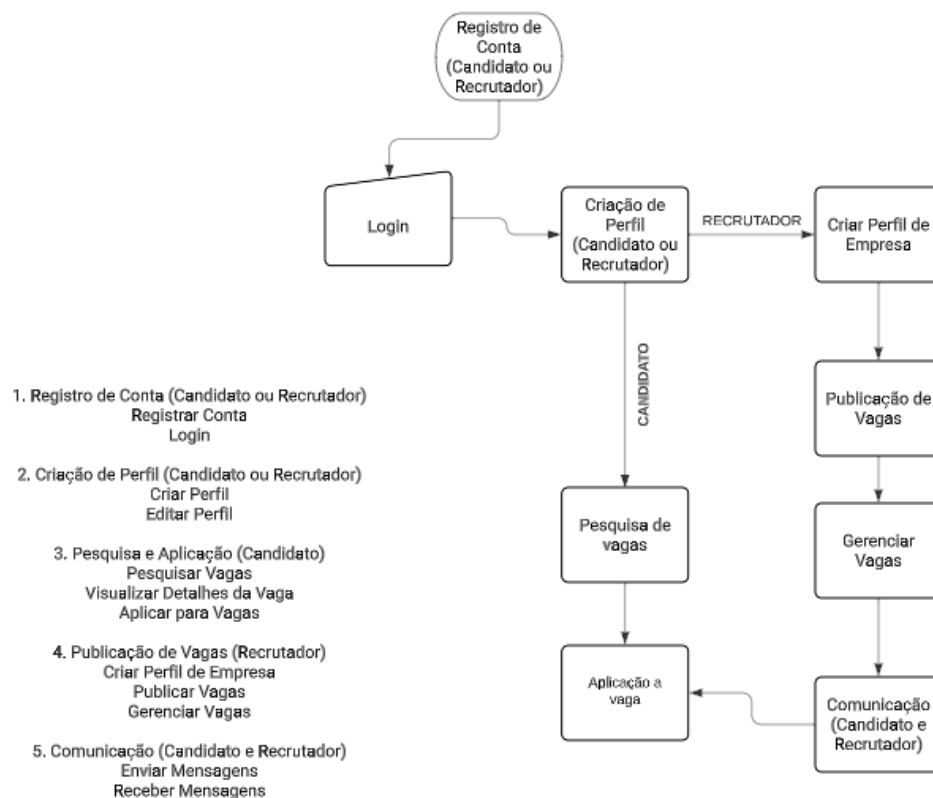 Registro de
Conta
(Candidato ou
Recrutador)
Login
Criação de
Perfil
(Candidato ou
Recrutador)
RECRUTADOR
Criar Perfil de
Empresa
CANDIDATO
Publicação de
Vagas
Pesquisa de
vagas
Gerenciar
Vagas
Aplicação a
vaga
Comunicação
(Candidato e
Recrutador)
1. Registro de Conta (Candidato ou Recrutador)
Registrar Conta
Login
2. Criação de Perfil (Candidato ou Recrutador)
Criar Perfil
Editar Perfil
3. Pesquisa e Aplicação (Candidato)
Pesquisar Vagas
Visualizar Detalhes da Vaga
Aplicar para Vagas
4. Publicação de Vagas (Recrutador)
Criar Perfil de Empresa
Publicar Vagas
Gerenciar Vagas
5. Comunicação (Candidato e Recrutador)
Enviar Mensagens
Receber Mensagens